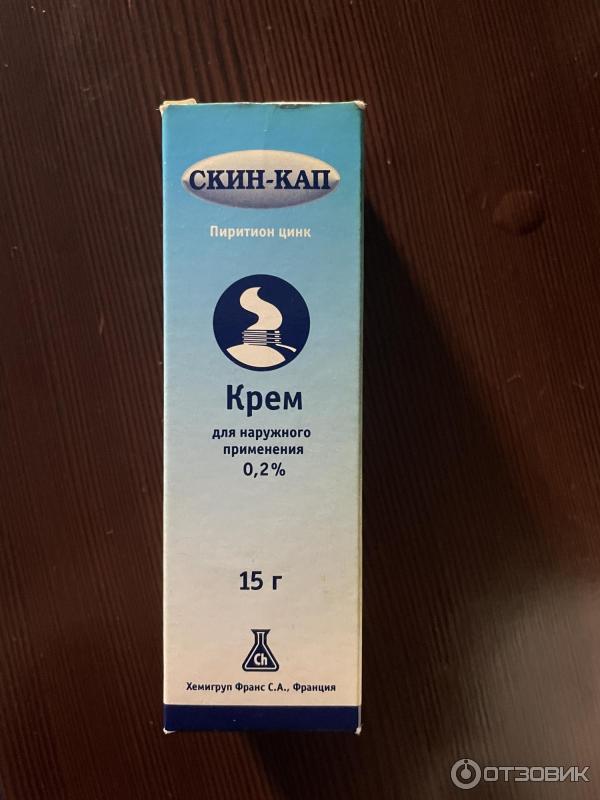 СКИН-КАП
Пиритион цинк
Крем
для наружного
применения
0,2%
15 г
Ch
Хемигруп Франс С.А., Франция
ОТЗОВИК